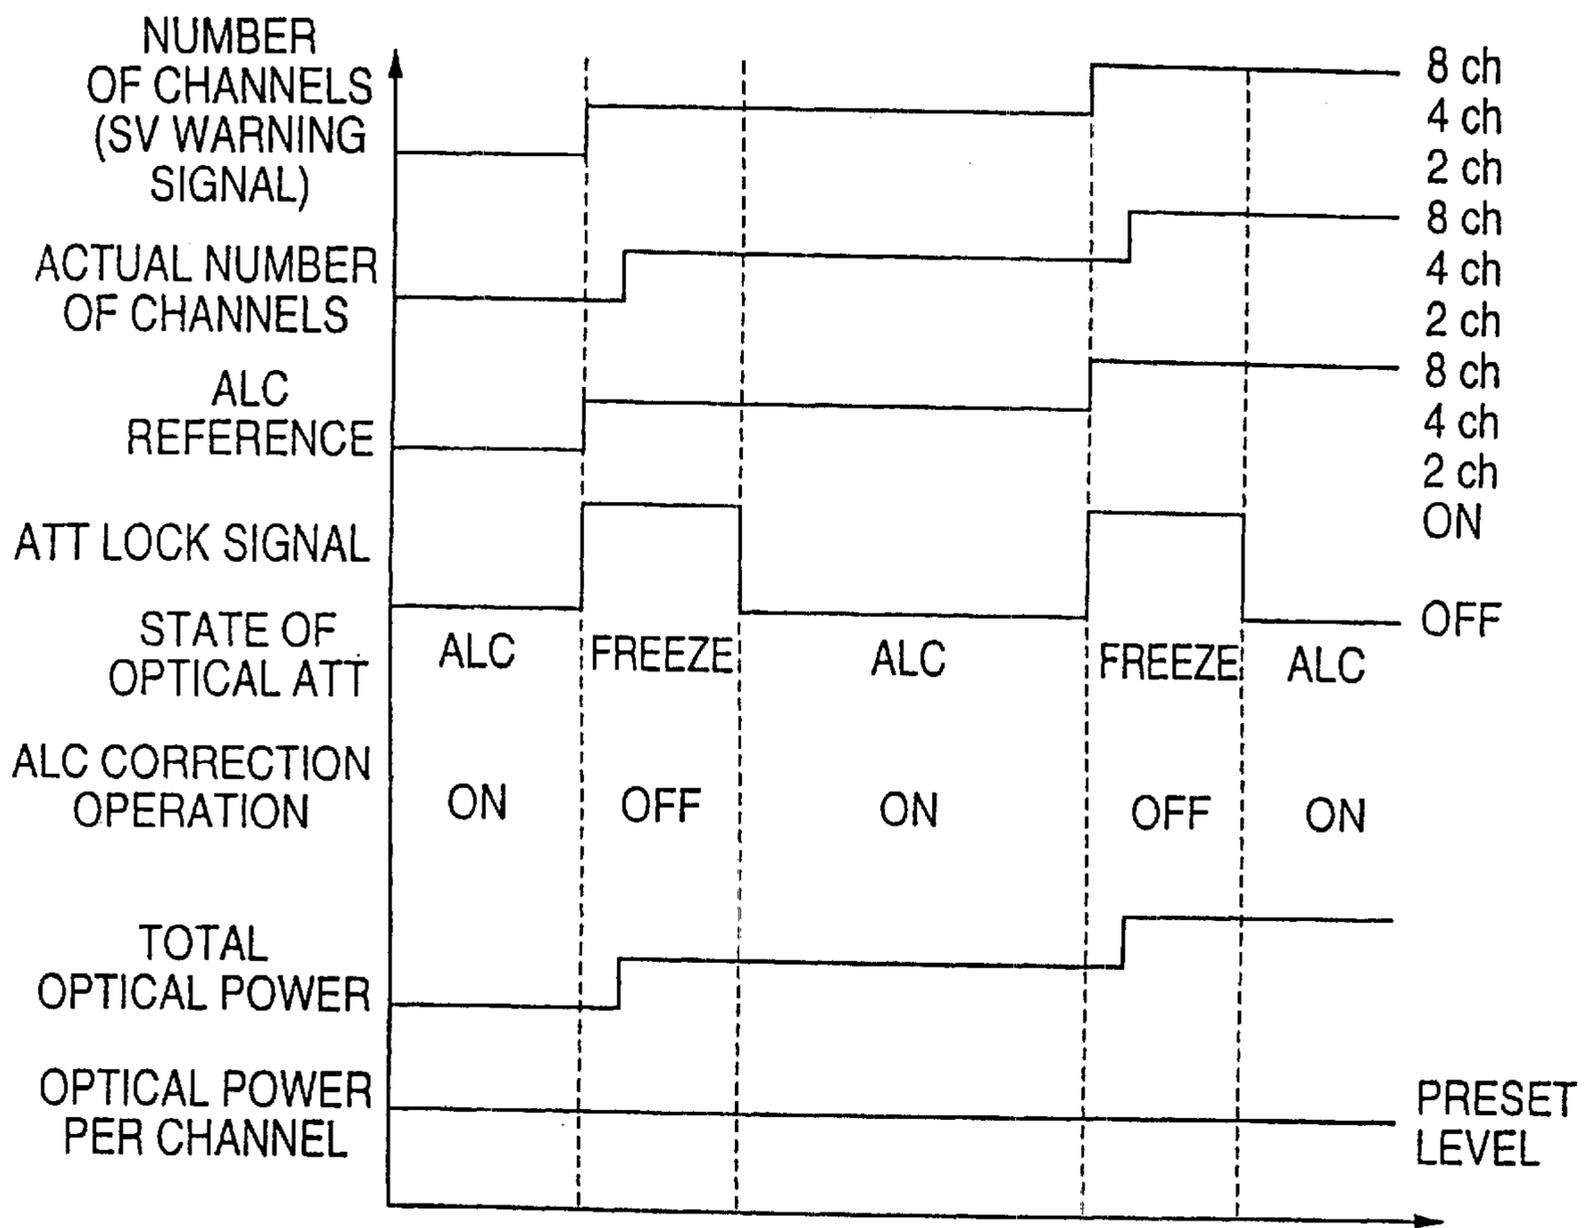 NUMBER
OF CHANNELS
(SV WARNING
SIGNAL)
8 ch
4 ch
2 ch
ACTUAL NUMBER
OF CHANNELS
8 ch
4 ch
2 ch
ALC
REFERENCE
8 ch
4 ch
2 ch
ATT LOCK SIGNAL
ON
OFF
STATE OF
OPTICAL ATT
ALC FREEZE ALC FREEZE ALC
ALC CORRECTION
OPERATION
ON OFF ON OFF ON
TOTAL
OPTICAL POWER
OPTICAL POWER
PER CHANNEL
PRESET
LEVEL